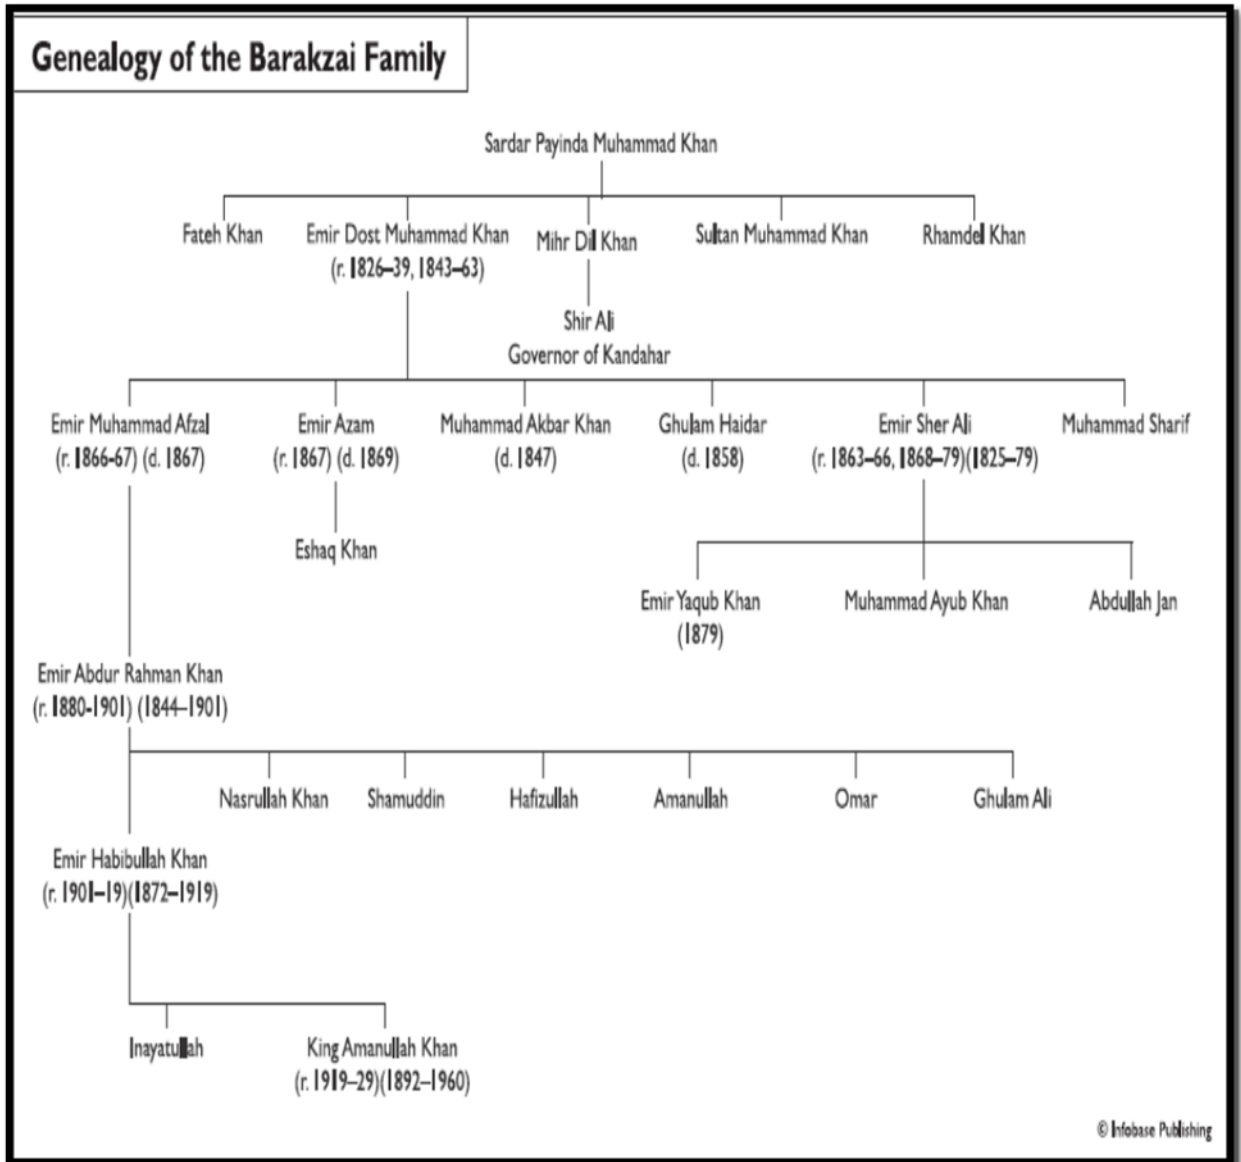 Genealogy of the Barakzai Family
Sardar Payinda Muhammad Khan
Fateh Khan
Emir Dost Muhammad Khan
(r. 1826–39, 1843–63)
Mihr Dil Khan
Sultan Muhammad Khan
Rhamdel Khan
Shir Ali
Governor of Kandahar
Emir Muhammad Afzal
(r. 1866-67) (d. 1867)
Emir Azam
(r. 1867) (d. 1869)
Muhammad Akbar Khan
(d. 1847)
Ghulam Haidar
(d. 1858)
Emir Sher Ali
(r. 1863–66, 1868–79)(1825–79)
Muhammad Sharif
Eshaq Khan
Emir Yaqub Khan
(1879)
Muhammad Ayub Khan
Abdullah Jan
Emir Abdur Rahman Khan
(r. 1880-1901) (1844–1901)
Nasrullah Khan
Shamuddin
Hafizullah
Amanullah
Omar
Ghulam Ali
Emir Habibullah Khan
(r. 1901–19)(1872–1919)
Inayatullah
King Amanullah Khan
(r. 1919–29)(1892–1960)
© Infobase Publishing